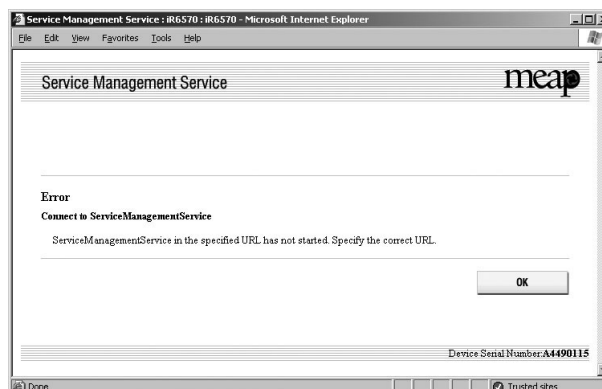 Service Management Service : iR6570 : iR6570 - Microsoft Internet Explorer
File Edit View Favorites Tools Help
Service Management Service
meap
Error
Connect to ServiceManagementService
ServiceManagementService in the specified URL has not started. Specify the correct URL.
OK
Device Serial Number:A4490115
Done
Trusted sites